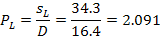 P_L = s_L/D = 34.3/16.4 = 2.091